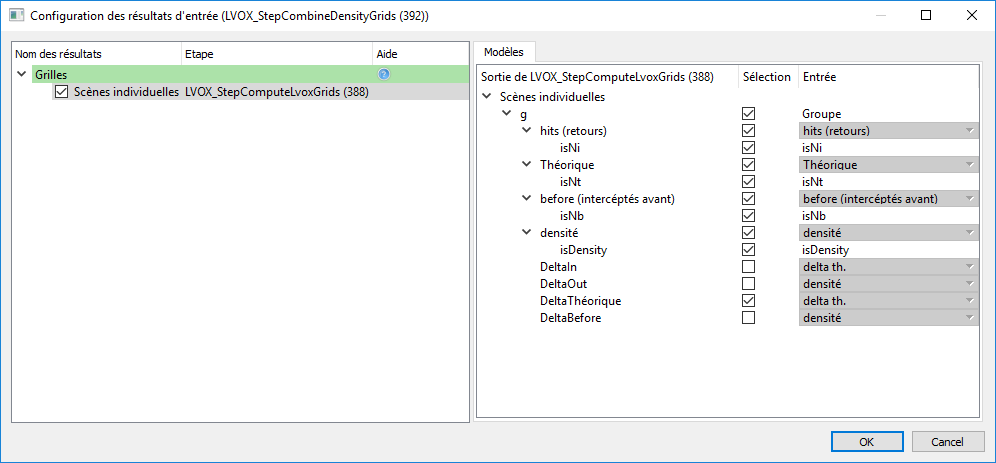 Configuration des résultats d'entrée (LVOX_StepCombineDensityGrids (392))
Nom des résultats Etape Aide
Grilles
Scènes individuelles LVOX_StepComputeLvoxGrids (388)
Modèles
Sortie de LVOX_StepComputeLvoxGrids (388) Sélection Entrée
Scènes individuelles
g Groupe
hits (retours) hits (retours)
isNi isNi
Théorique Théorique
isNt isNt
before (intercéptés avant) before (intercéptés avant)
isNb isNb
densité densité
isDensity isDensity
DeltaIn delta th.
DeltaOut densité
DeltaThéorique delta th.
DeltaBefore densité
OK Cancel